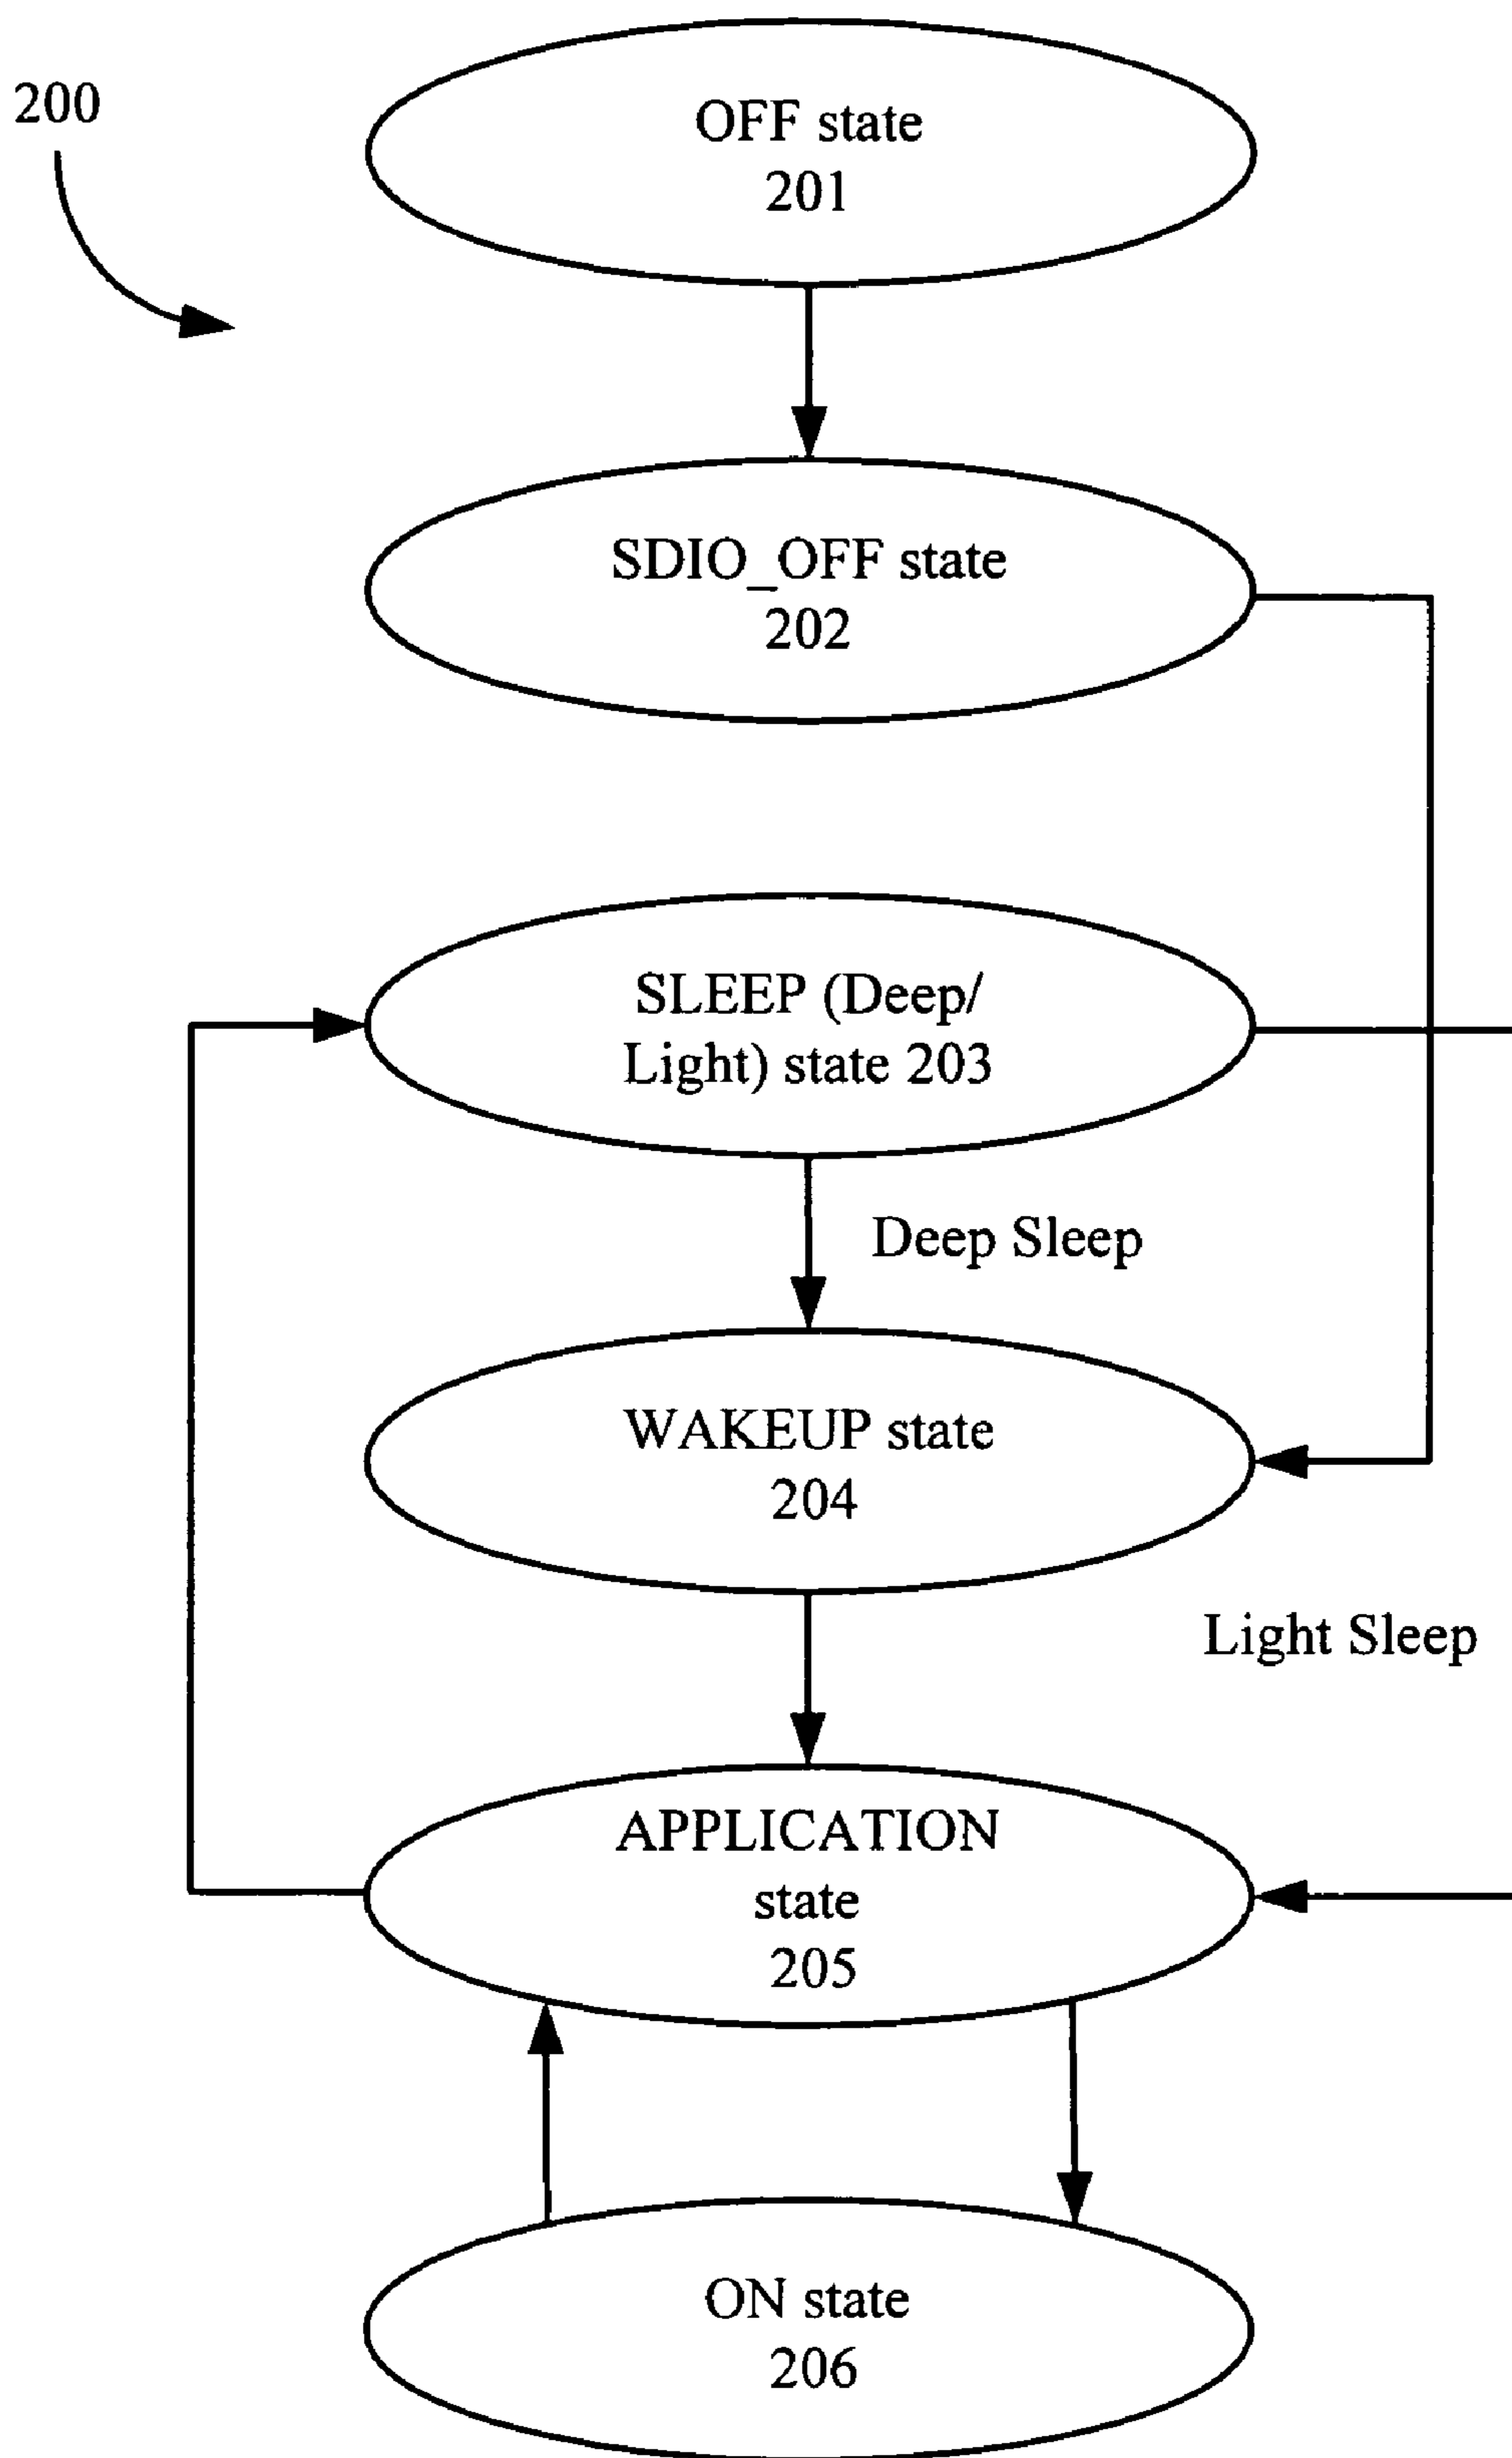 200
OFF state
201
SDIO_OFF state
202
SLEEP (Deep/
Light) state 203
Deep Sleep
WAKEUP state
204
Light Sleep
APPLICATION
state
205
ON state
206